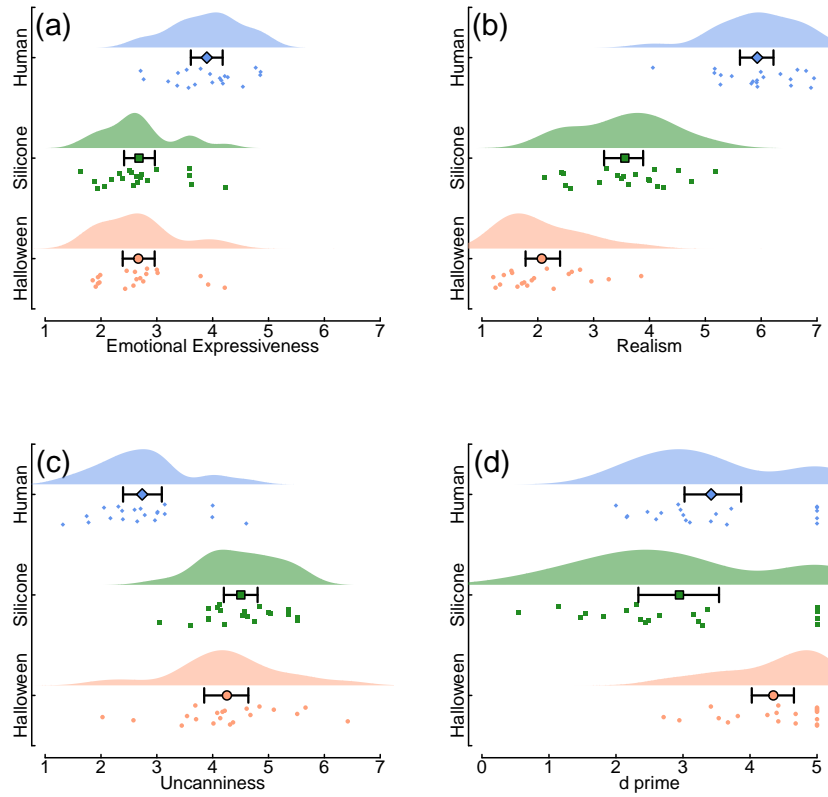 (a)
Human
Silicone
Halloween
1 2 3 4 5 6 7
Emotional Expressiveness
(b)
Human
Silicone
Halloween
1 2 3 4 5 6 7
Realism
(c)
Human
Silicone
Halloween
1 2 3 4 5 6 7
Uncanniness
(d)
Human
Silicone
Halloween
0 1 2 3 4 5
d prime